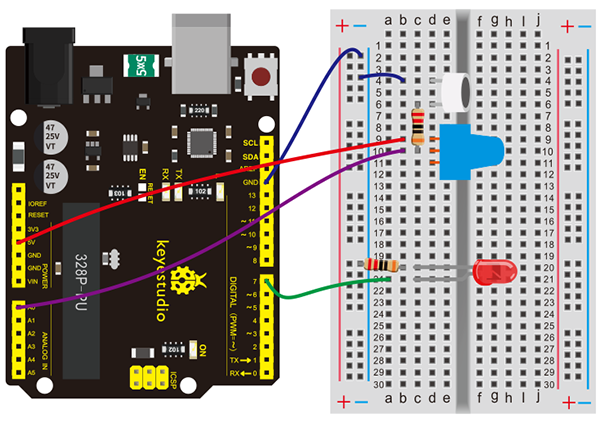 5x5
47
25V
VT
47
25V
VT
220
103
EN
RESET
RX
TX
102
SCL
SDA
GND
13
12
~11
~10
~9
8
7
~6
~5
4
~3
2
TX→1
RX←0
DIGITAL (PWM=~)
IOREF
RESET
3V3
5V
GND
GND
VIN
POWER
A0
A1
A2
A3
A4
A5
ANALOG IN
328P-PU
keyestudio
102
ON
ICSP
+ − a b c d e f g h i j + −
1 1
2 2
3 3
4 4
5 5
6 6
7 7
8 8
9 9
10 10
11 11
12 12
13 13
14 14
15 15
16 16
17 17
18 18
19 19
20 20
21 21
22 22
23 23
24 24
25 25
26 26
27 27
28 28
29 29
30 30
+ − a b c d e f g h i j + −